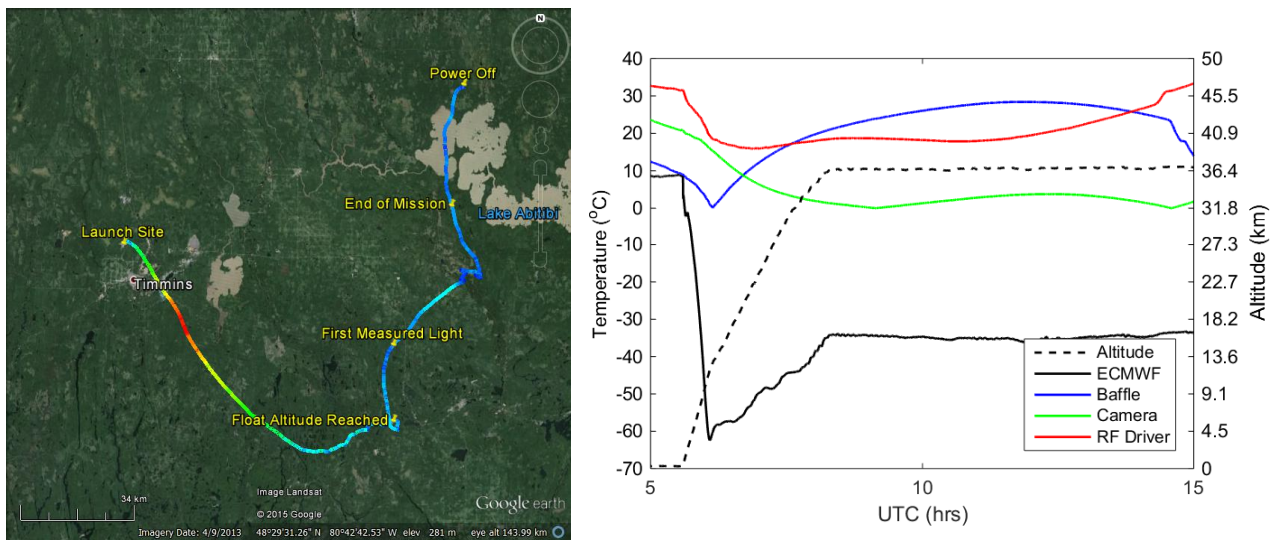 N
Power Off
End of Mission
Lake Abitibi
Launch Site
Timmins
First Measured Light
Float Altitude Reached
34 km
Image Landsat
© 2015 Google
Google earth
Imagery Date: 4/9/2013 48°29'31.26" N 80°42'42.53" W elev 281 m eye alt 143.99 km
40
30
20
10
0
-10
-20
-30
-40
-50
-60
-70
Temperature (°C)
50
45.5
40.9
36.4
31.8
27.3
22.7
18.2
13.6
9.1
4.5
0
Altitude (km)
Altitude
ECMWF
Baffle
Camera
RF Driver
5
10
15
UTC (hrs)